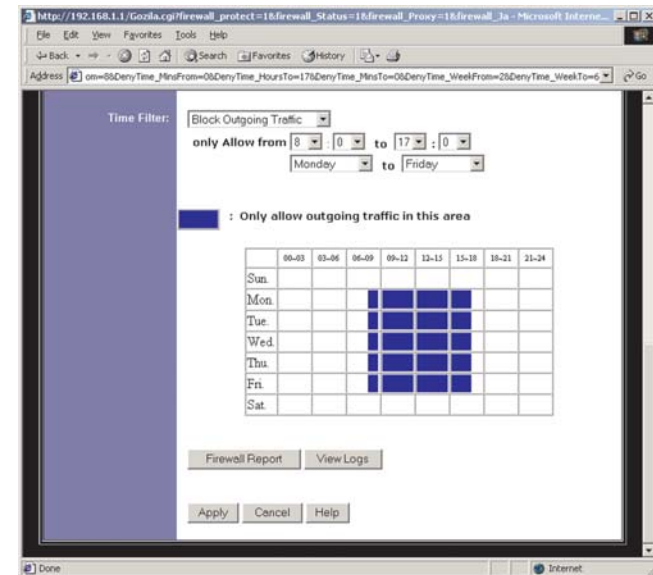 http://192.168.1.1/Gozila.cgi?firewall_protect=1&firewall_Status=1&firewall_Proxy=1&firewall_Ja - Microsoft Interne...
File Edit View Favorites Tools Help
Back Search Favorites History
Address om=8&DenyTime_MinsFrom=0&DenyTime_HoursTo=17&DenyTime_MinsTo=0&DenyTime_WeekFrom=2&DenyTime_WeekTo=6 Go
Time Filter: Block Outgoing Traffic
only Allow from 8 : 0 to 17 : 0
Monday to Friday
: Only allow outgoing traffic in this area
00~03 03~06 06~09 09~12 12~15 15~18 18~21 21~24
Sun.
Mon.
Tue.
Wed.
Thu.
Fri.
Sat.
Firewall Report View Logs
Apply Cancel Help
Done Internet